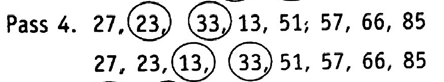 Pass 4. 27, 23, 33, 13, 51; 57, 66, 85
27, 23, 13, 33, 51, 57, 66, 85